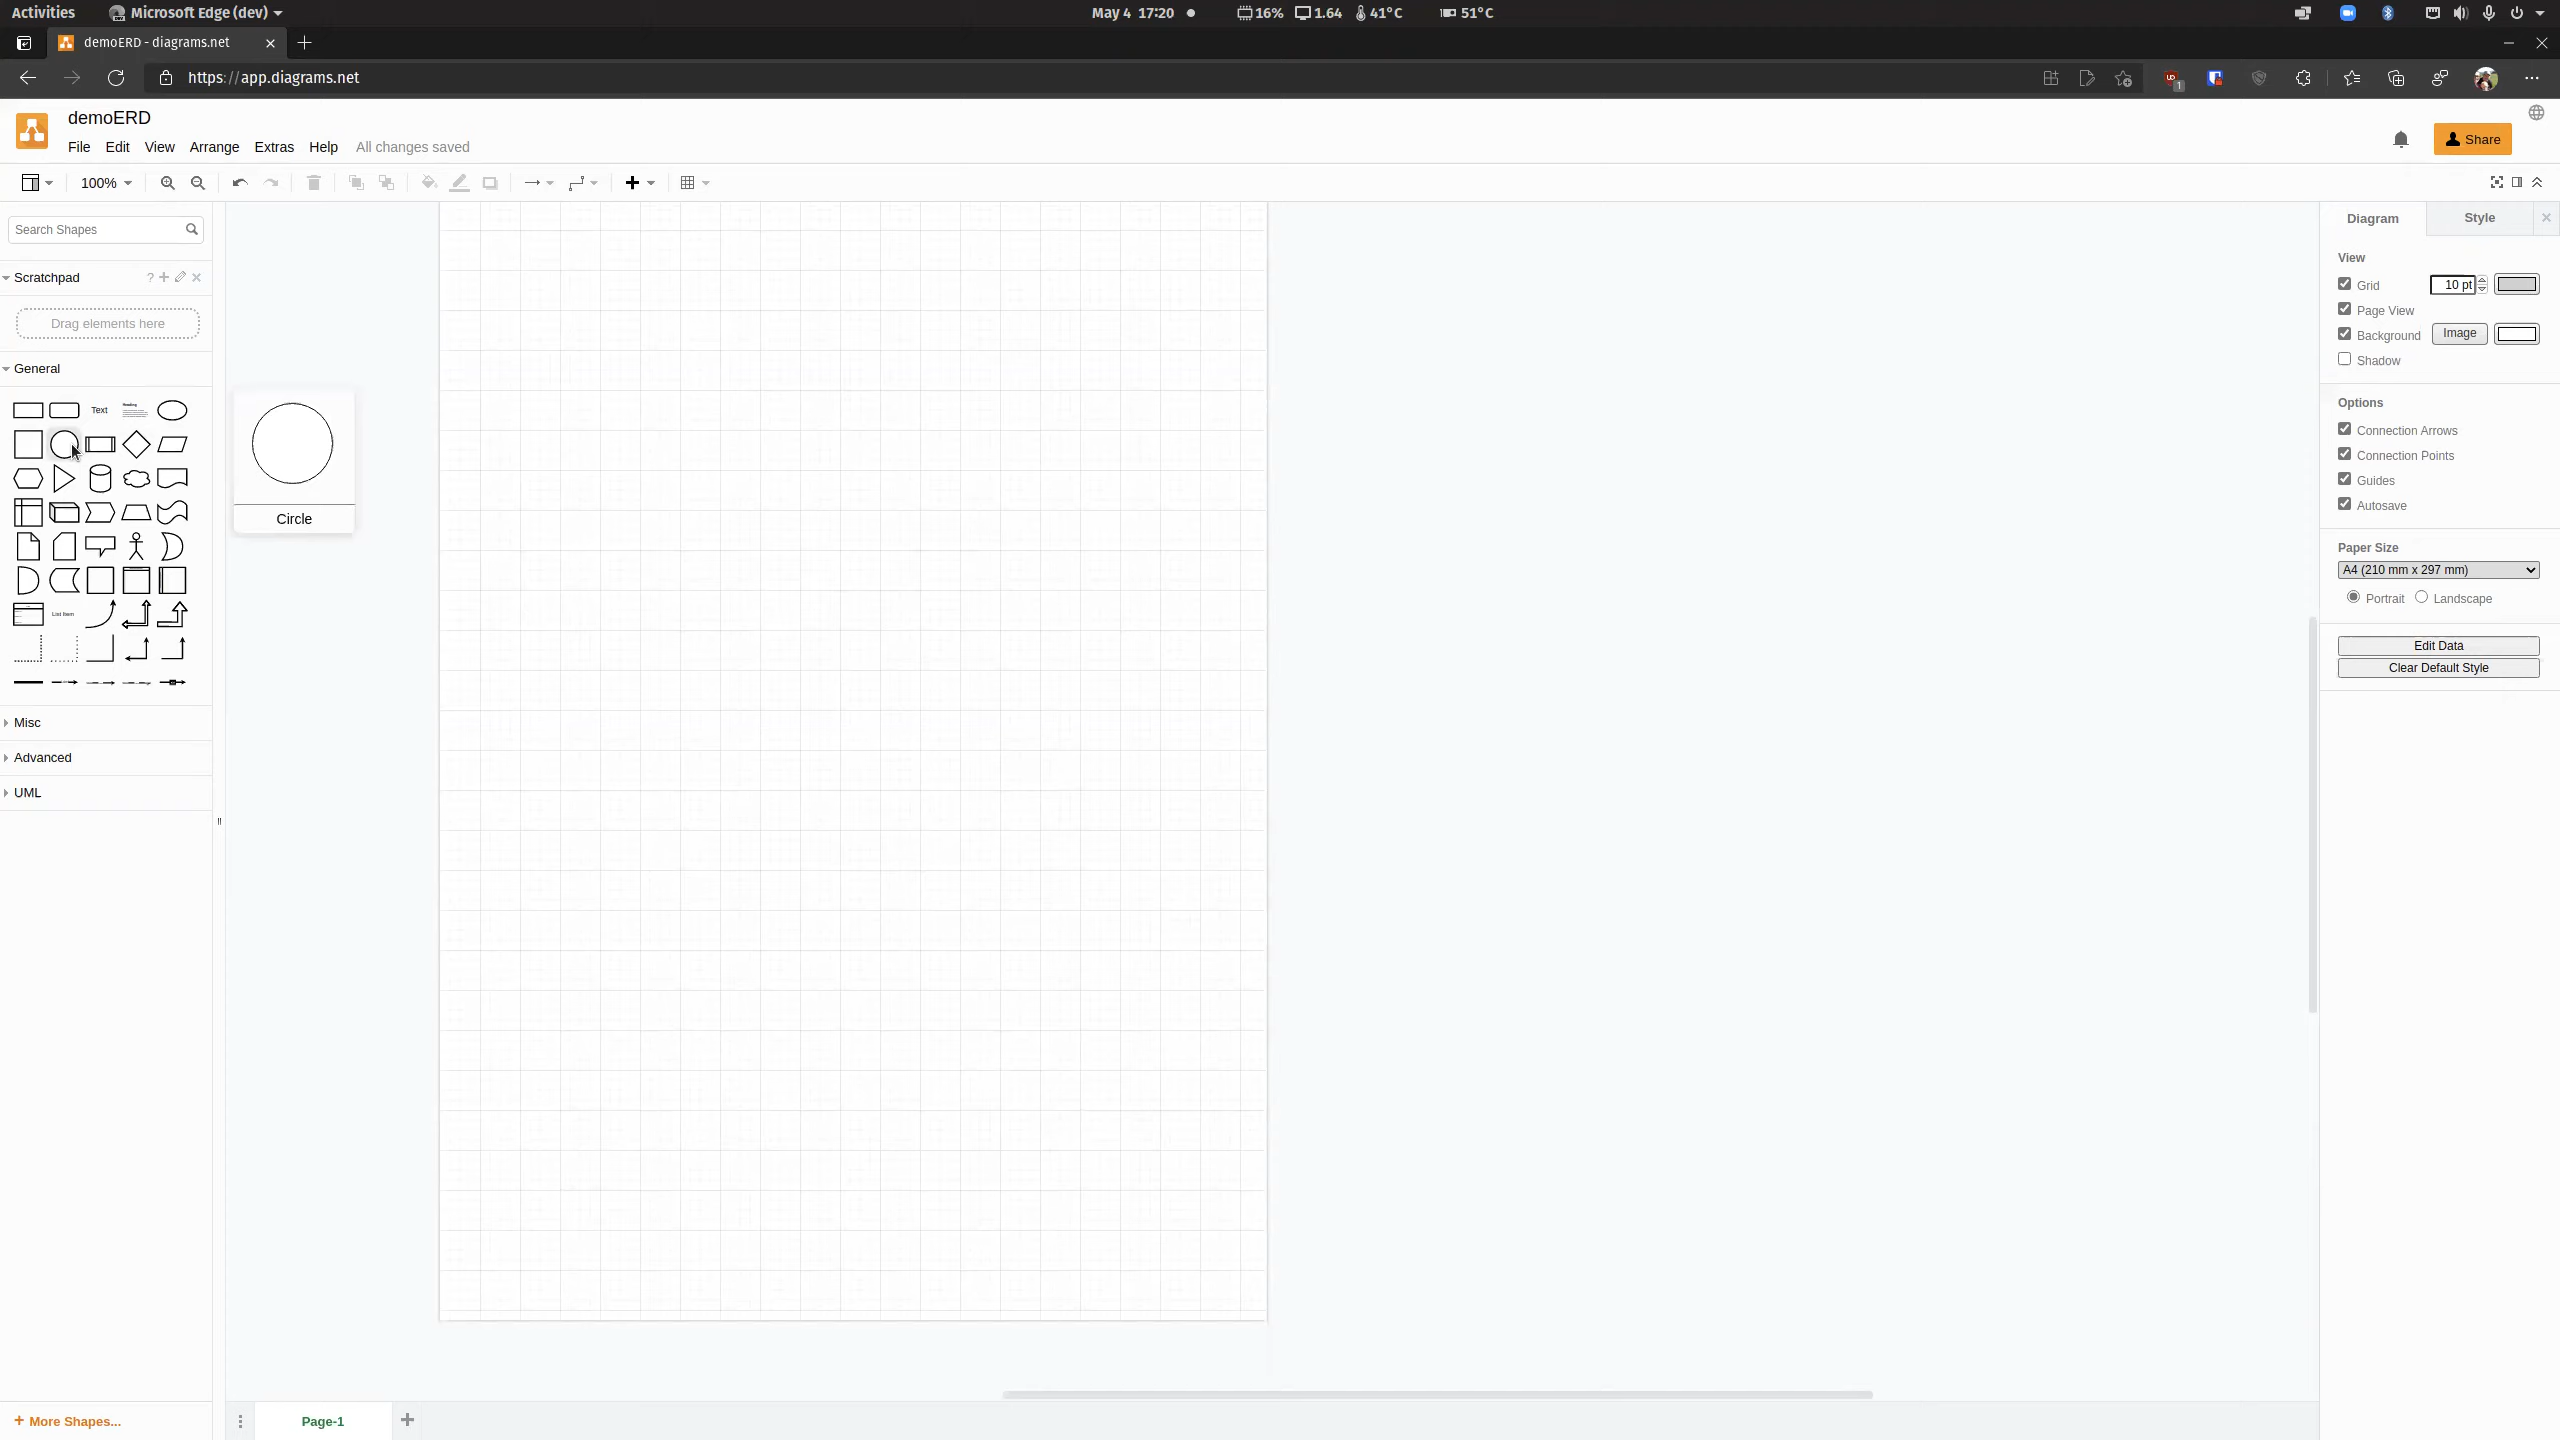 Activities Microsoft Edge (dev) May 4 17:20 16% 1.64 41°C 51°C
demoERD - diagrams.net
https://app.diagrams.net 1
demoERD
File Edit View Arrange Extras Help All changes saved
Share
100%
Search Shapes
Scratchpad ?
Drag elements here
General
Text
Heading
List Item
Circle
Misc
Advanced
UML
More Shapes...
Page-1
Diagram Style
View
Grid 10 pt
Page View
Background Image
Shadow
Options
Connection Arrows
Connection Points
Guides
Autosave
Paper Size
A4 (210 mm x 297 mm)
Portrait Landscape
Edit Data
Clear Default Style